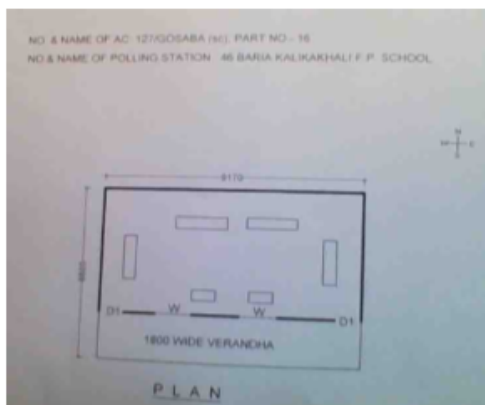 NO & NAME OF AC: 127/GOSABA (sc) PART NO - 16
NO & NAME OF POLLING STATION 46 BARIA KALIKAKHALI F.P. SCHOOL
N
W E
S
9170
D1 W W D1
1800 WIDE VERANDHA
PLAN